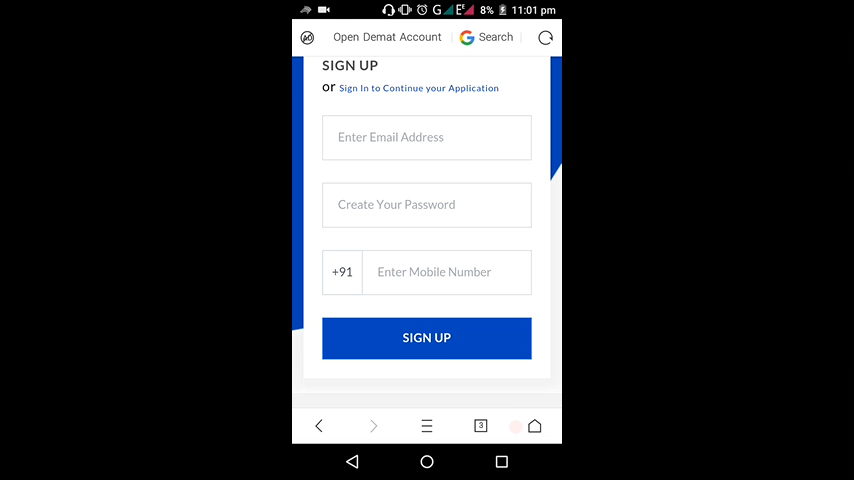 8% 11:01 pm
Open Demat Account Search
SIGN UP
or Sign In to Continue your Application
Enter Email Address
Create Your Password
+91 Enter Mobile Number
SIGN UP
3